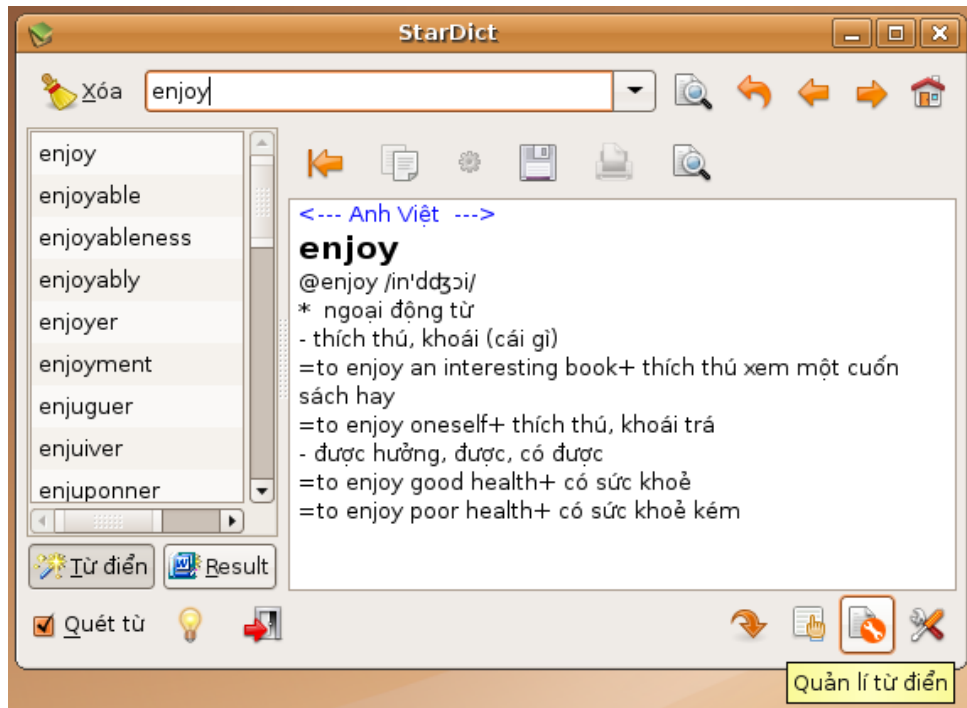 StarDict
Xóa
enjoy
enjoy
enjoyable
enjoyableness
enjoyably
enjoyer
enjoyment
enjuguer
enjuiver
enjuponner
<--- Anh Việt --->
enjoy
@enjoy /in'dʤɔi/
* ngoại động từ
- thích thú, khoái (cái gì)
=to enjoy an interesting book+ thích thú xem một cuốn
sách hay
=to enjoy oneself+ thích thú, khoái trá
- được hưởng, được, có được
=to enjoy good health+ có sức khoẻ
=to enjoy poor health+ có sức khoẻ kém
Từ điển
Result
Quét từ
Quản lí từ điển